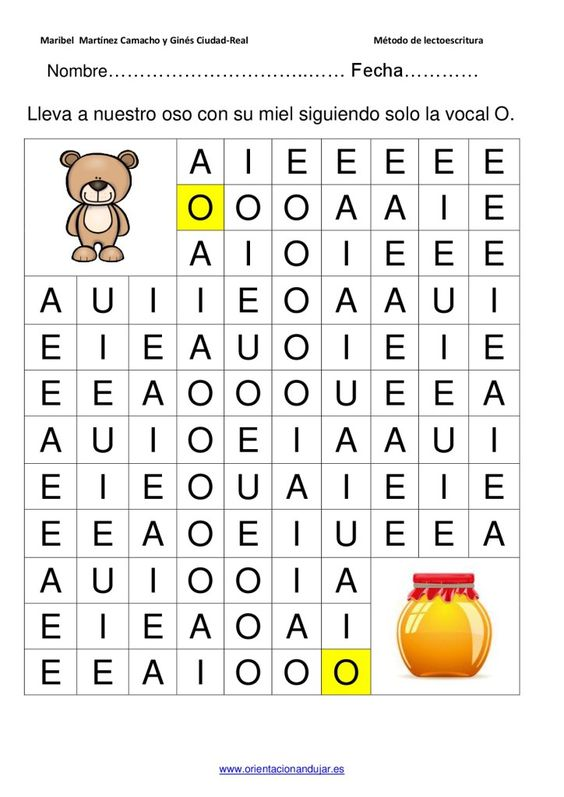 Maribel Martínez Camacho y Ginés Ciudad-Real Método de lectoescritura
Nombre…………………………..…… Fecha…………
Lleva a nuestro oso con su miel siguiendo solo la vocal O.
A I E E E E E
O O O A A I E
A I O I E E E
A U I I E O A A U I
E I E A U O I E I E
E E A O O O U E E A
A U I O E I A A U I
E I E O U A I E I E
E E A O E I U E E A
A U I O O I A
E I E A O A I
E E A I O O O
www.orientacionandujar.es